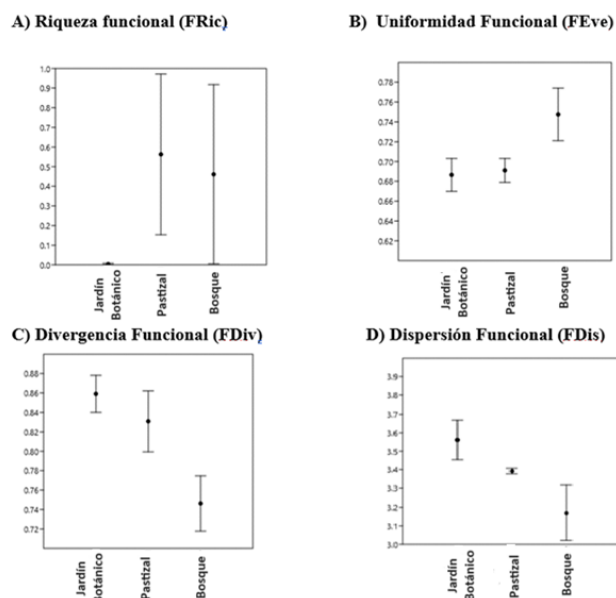 A) Riqueza funcional (FRic)
1.0
0.9
0.8
0.7
0.6
0.5
0.4
0.3
0.2
0.1
0.0
Jardín
Botánico
Pastizal
Bosque
B) Uniformidad Funcional (FEve)
0.78
0.76
0.74
0.72
0.70
0.68
0.66
0.64
0.62
Jardín
Botánico
Pastizal
Bosque
C) Divergencia Funcional (FDiv)
0.88
0.86
0.84
0.82
0.80
0.78
0.76
0.74
0.72
Jardín
Botánico
Pastizal
Bosque
D) Dispersión Funcional (FDis)
3.9
3.8
3.7
3.6
3.5
3.4
3.3
3.2
3.1
3.0
Jardín
Botánico
Pastizal
Bosque